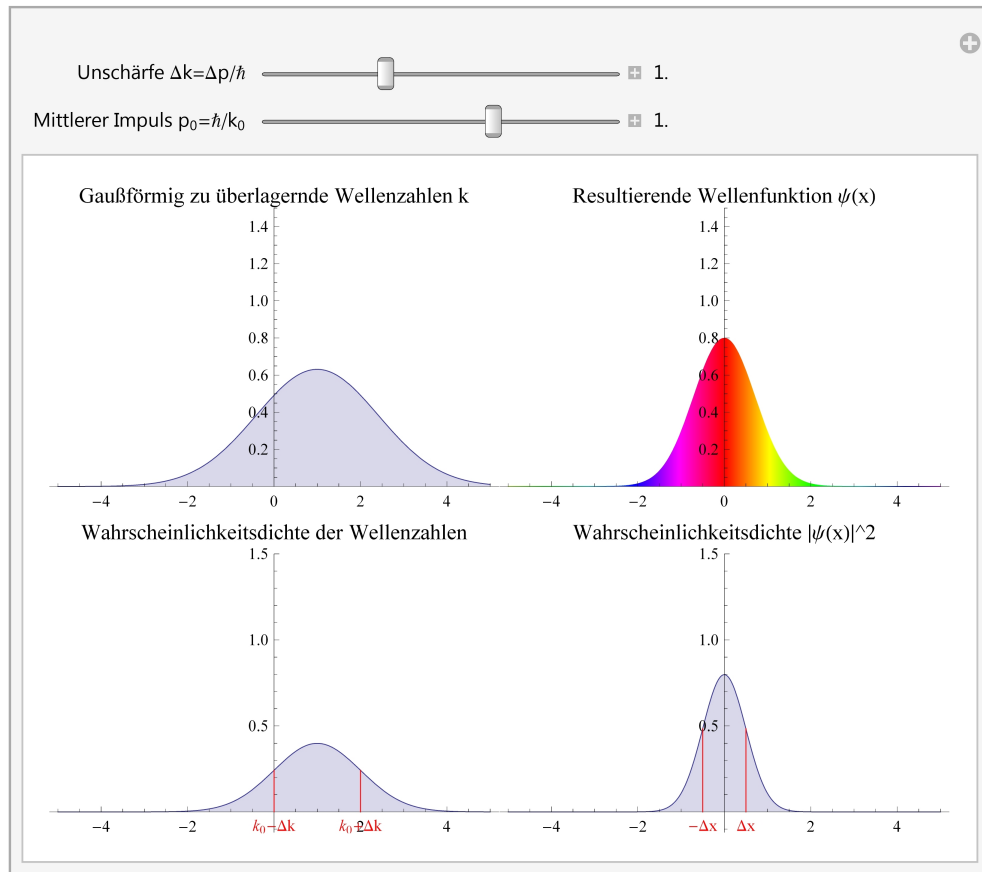 Unschärfe Δk=Δp/ℏ 1.
Mittlerer Impuls p₀=ℏ/k₀ 1.
Gaußförmig zu überlagernde Wellenzahlen k
1.4
1.2
1.0
0.8
0.6
0.4
0.2
−4 −2 0 2 4
Resultierende Wellenfunktion ψ(x)
1.4
1.2
1.0
0.8
0.6
0.4
0.2
−4 −2 0 2 4
Wahrscheinlichkeitsdichte der Wellenzahlen
1.5
1.0
0.5
−4 −2 0 2 4
k₀−Δk k₀+Δk
Wahrscheinlichkeitsdichte |ψ(x)|^2
1.5
1.0
0.5
−4 −2 0 2 4
−Δx Δx